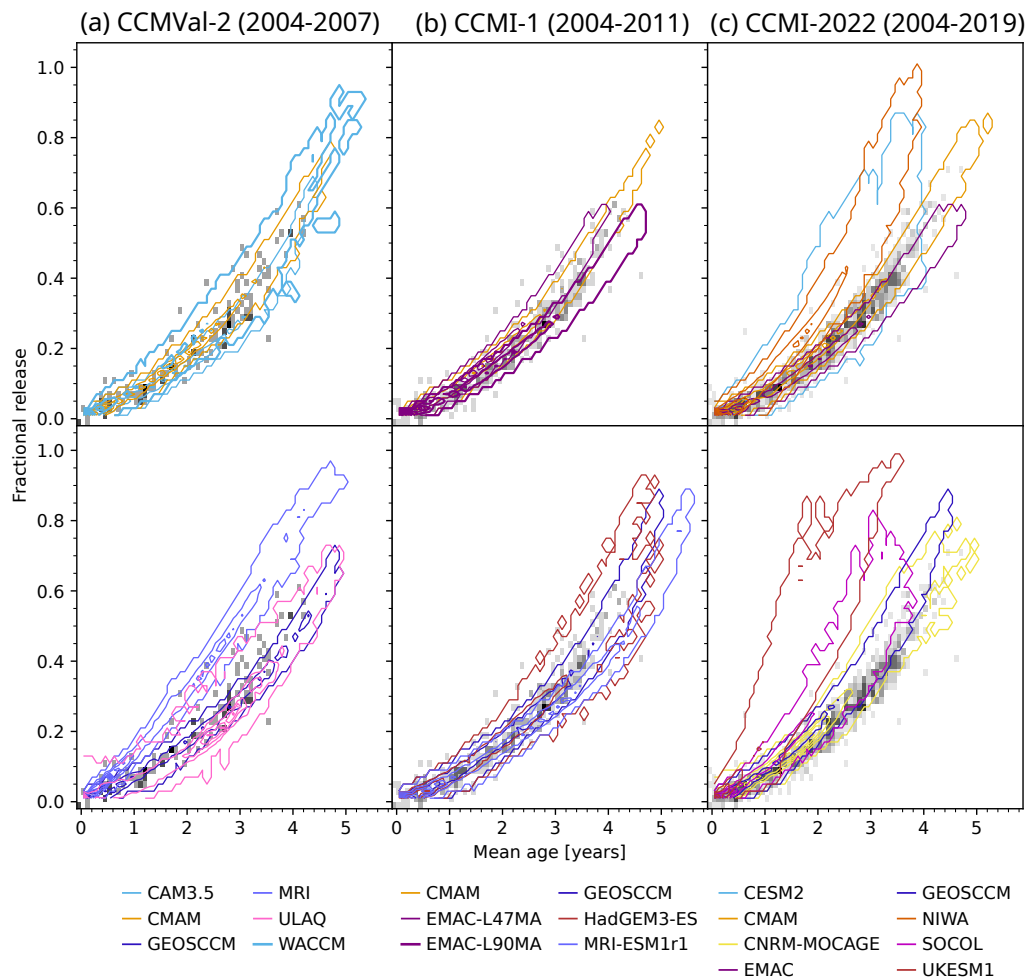 (a) CCMVal-2 (2004-2007) (b) CCMI-1 (2004-2011) (c) CCMI-2022 (2004-2019)
1.0
0.8
0.6
0.4
0.2
0.0
Fractional release
1.0
0.8
0.6
0.4
0.2
0.0
0 1 2 3 4 5 0 1 2 3 4 5 0 1 2 3 4 5
Mean age [years]
CAM3.5 MRI CMAM GEOSCCM CESM2 GEOSCCM
CMAM ULAQ EMAC-L47MA HadGEM3-ES CMAM NIWA
GEOSCCM WACCM EMAC-L90MA MRI-ESM1r1 CNRM-MOCAGE SOCOL
EMAC UKESM1